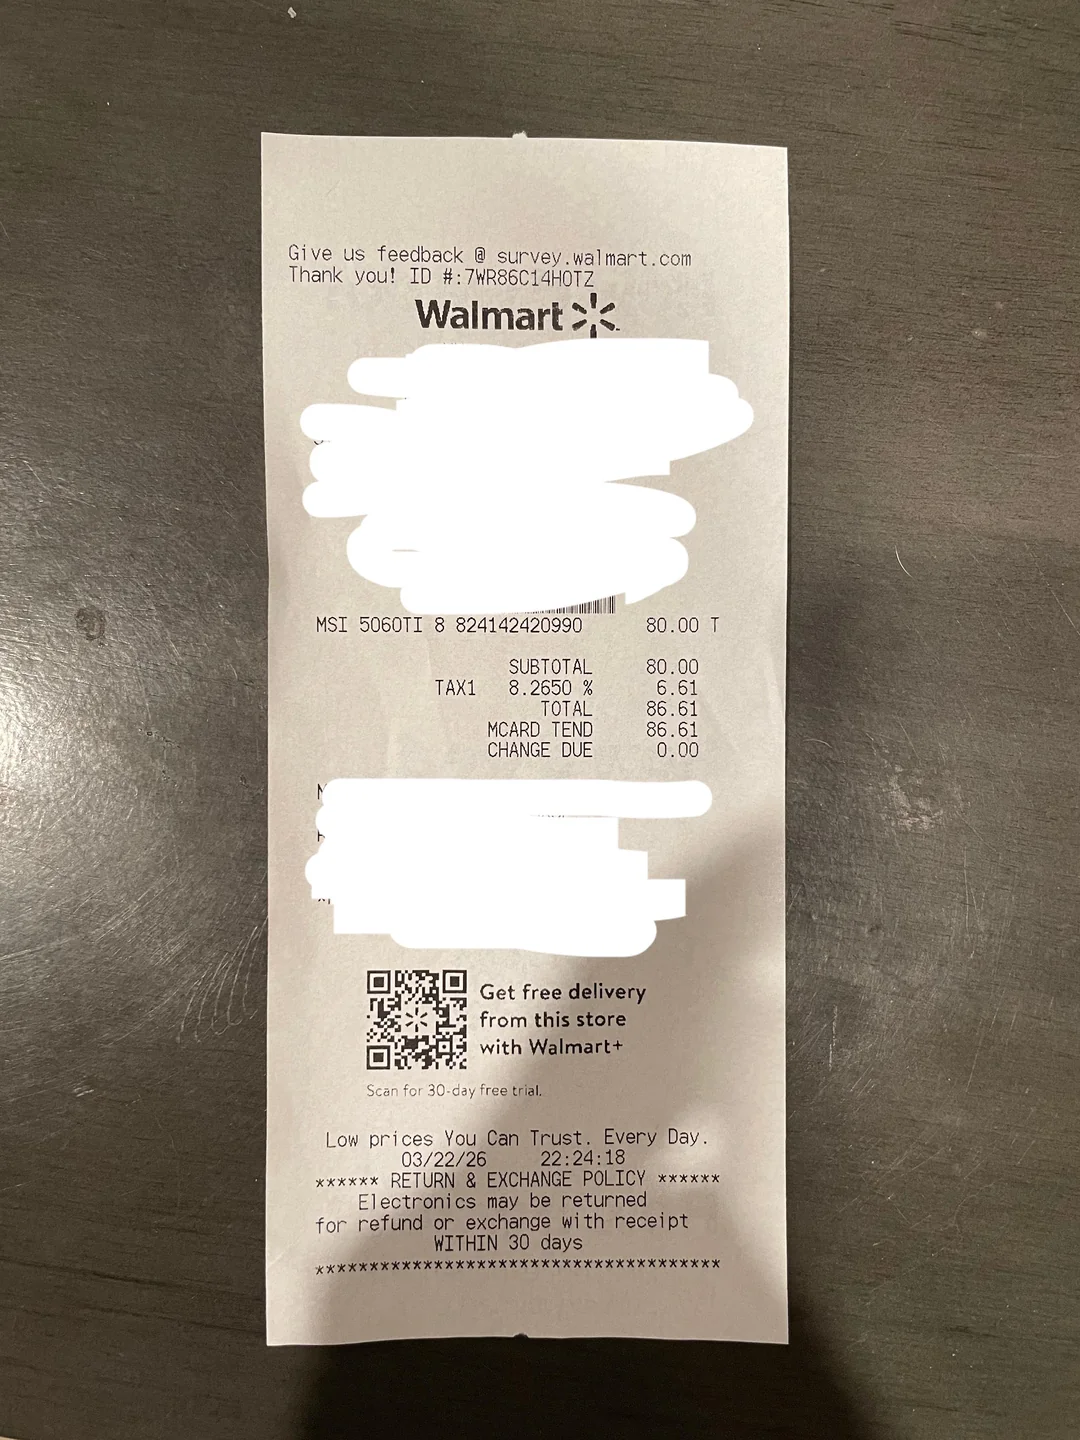 Give us feedback @ survey.walmart.com
Thank you! ID #:7WR86C14H0TZ
Walmart
MSI 5060TI 8 824142420990 80.00 T
SUBTOTAL 80.00
TAX1 8.2650 % 6.61
TOTAL 86.61
MCARD TEND 86.61
CHANGE DUE 0.00
Get free delivery
from this store
with Walmart+
Scan for 30-day free trial.
Low prices You Can Trust. Every Day.
03/22/26 22:24:18
****** RETURN & EXCHANGE POLICY ******
Electronics may be returned
for refund or exchange with receipt
WITHIN 30 days
**************************************